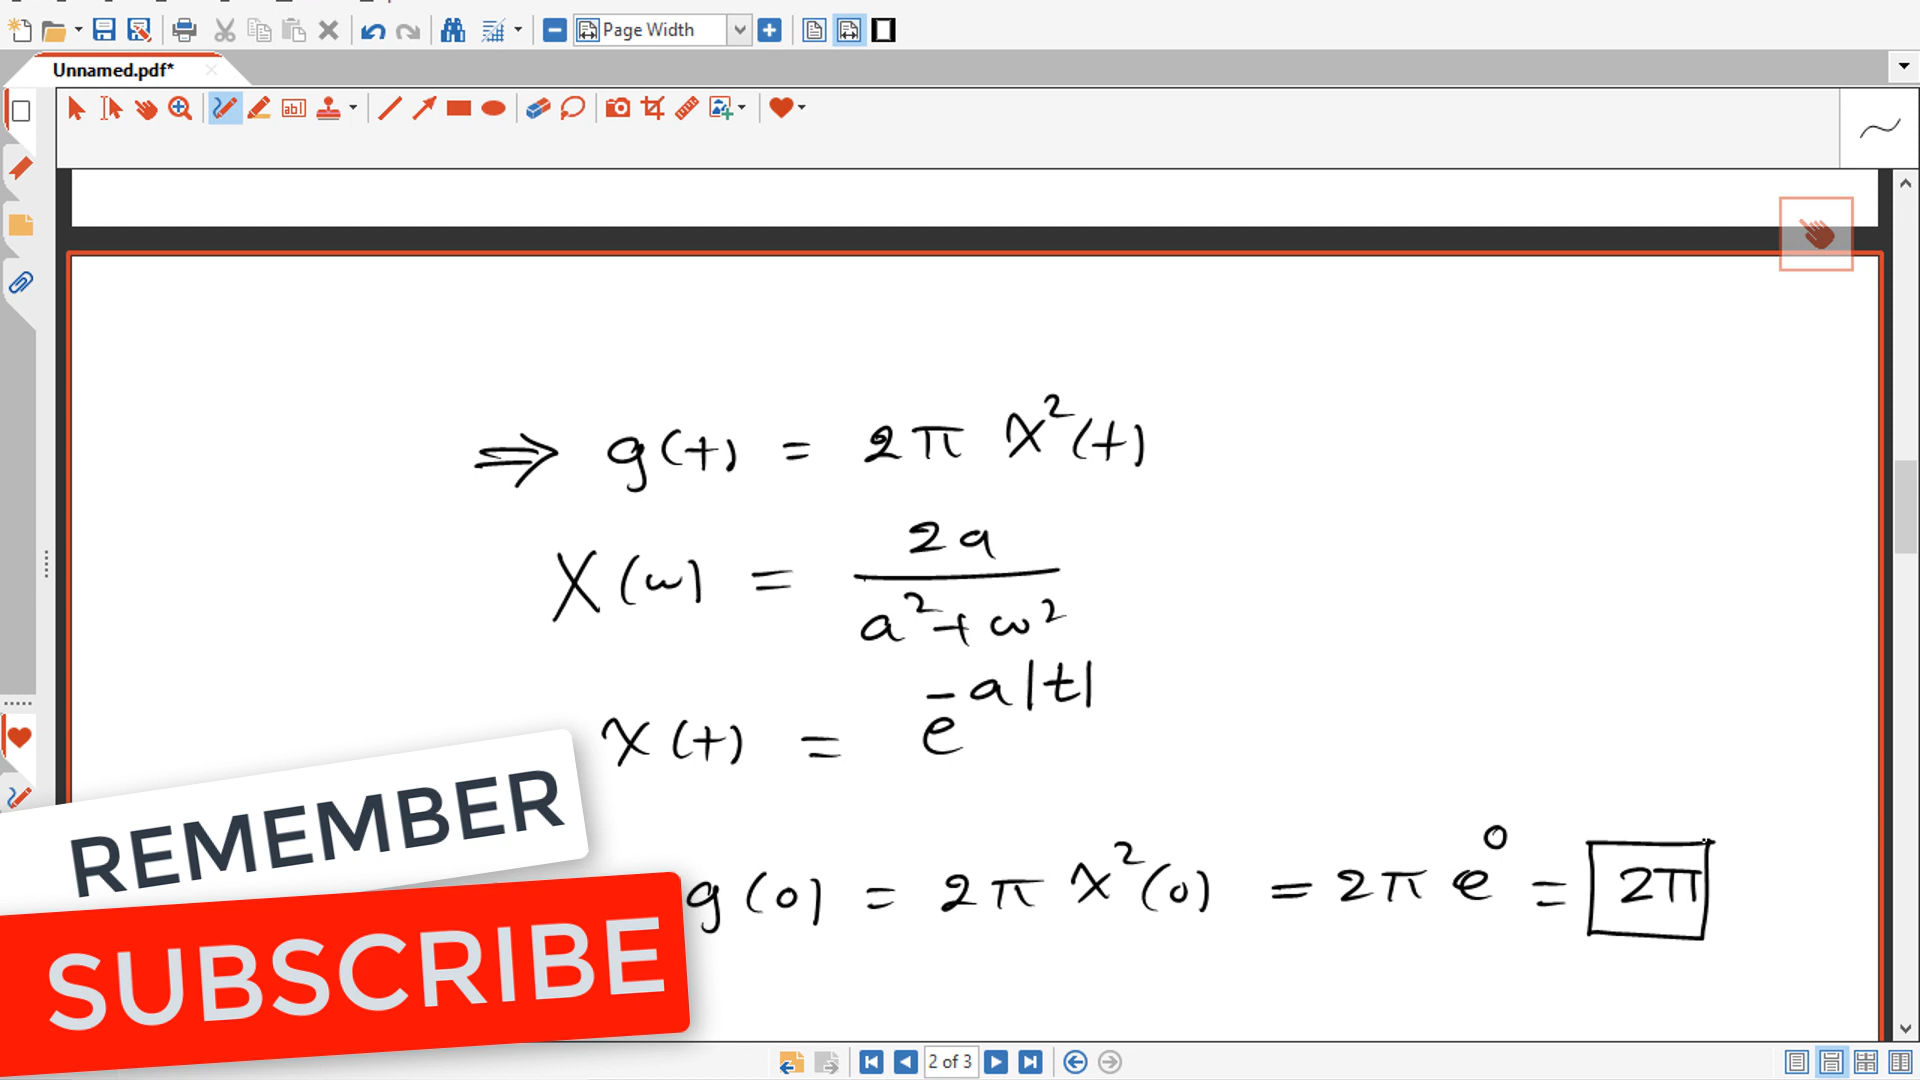 Page Width
Unnamed.pdf*
⇒ g(t) = 2π x²(t)
X(ω) = 2a / a²+ω²
x(t) = e^-a|t|
REMEMBER
SUBSCRIBE
g(0) = 2π x²(0) = 2π e⁰ = 2π
2 of 3